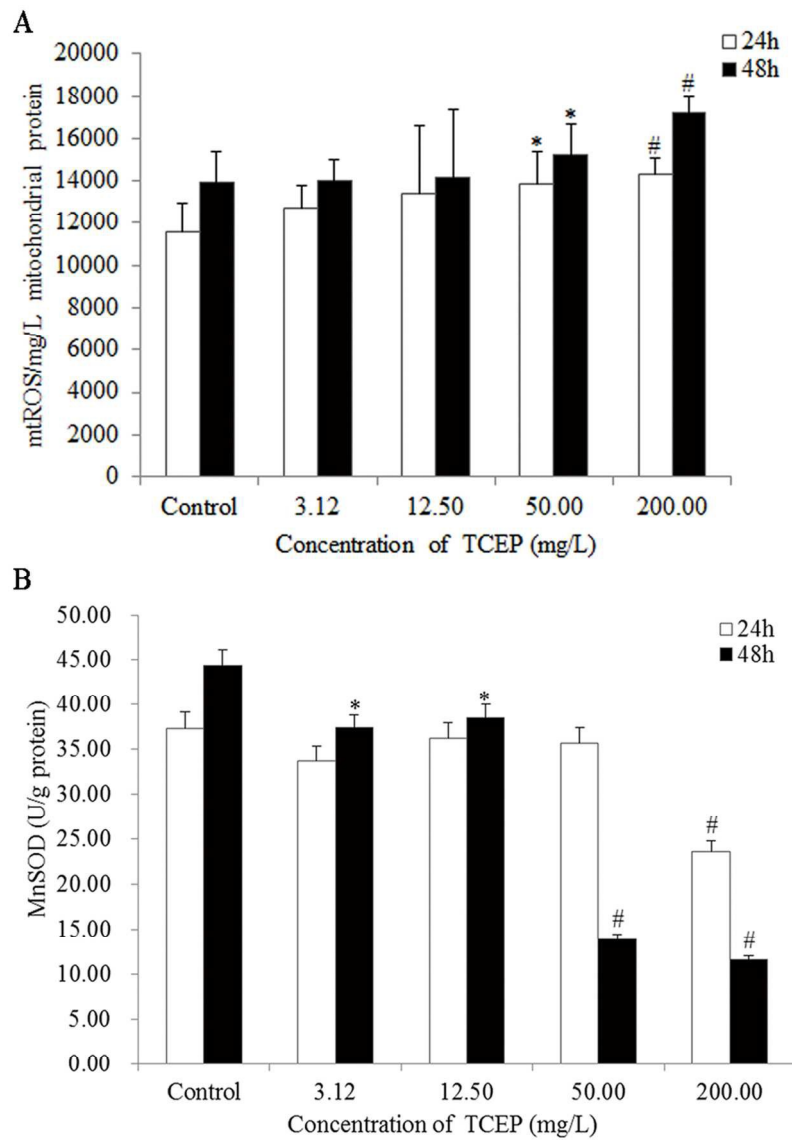 A
24h
48h
20000
18000
16000
14000
12000
10000
8000
6000
4000
2000
0
mtROS/mg/L mitochondrial protein
* * # #
Control 3.12 12.50 50.00 200.00
Concentration of TCEP (mg/L)
B
24h
48h
50.00
45.00
40.00
35.00
30.00
25.00
20.00
15.00
10.00
5.00
0.00
MnSOD (U/g protein)
* * # # #
Control 3.12 12.50 50.00 200.00
Concentration of TCEP (mg/L)